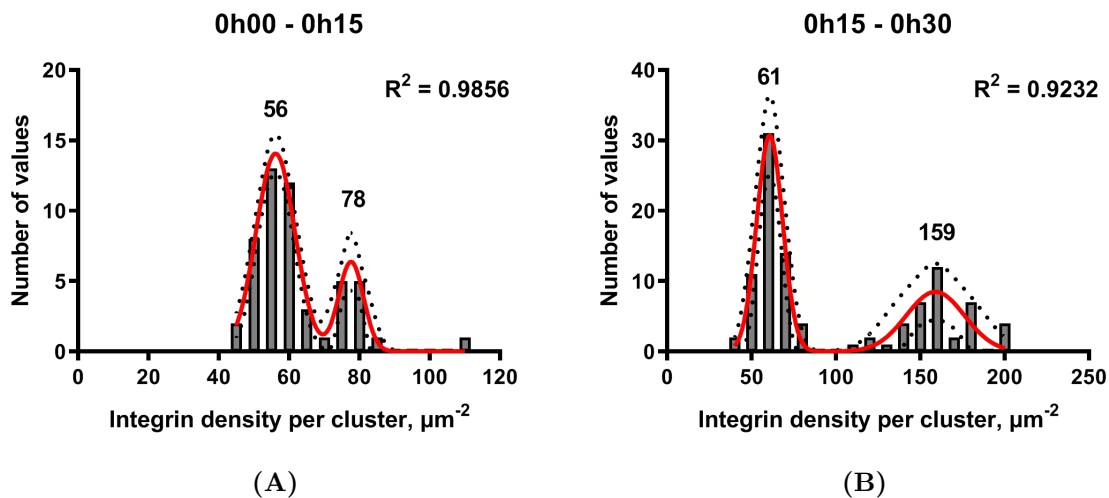 0h00 - 0h15
20
15
10
5
0
Number of values
56
78
R² = 0.9856
0 20 40 60 80 100 120
Integrin density per cluster, µm⁻²
(A)
0h15 - 0h30
40
30
20
10
0
Number of values
61
159
R² = 0.9232
0 50 100 150 200 250
Integrin density per cluster, µm⁻²
(B)